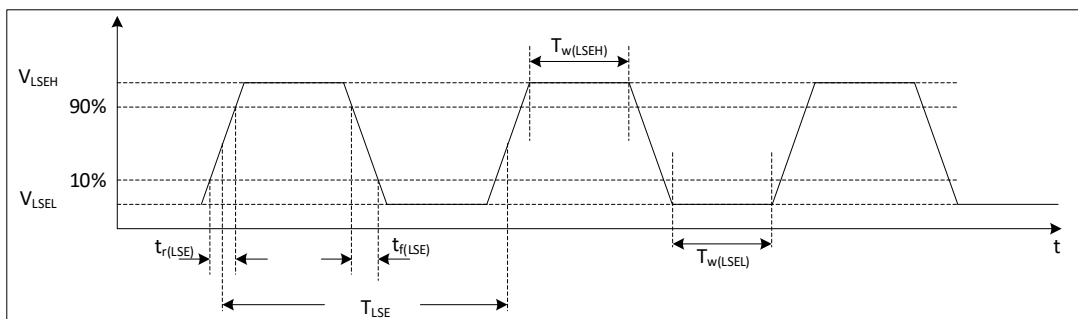 T_w(LSEH)
V_LSEH
90%
10%
V_LSEL
t
t_r(LSE)
t_f(LSE)
T_w(LSEL)
T_LSE